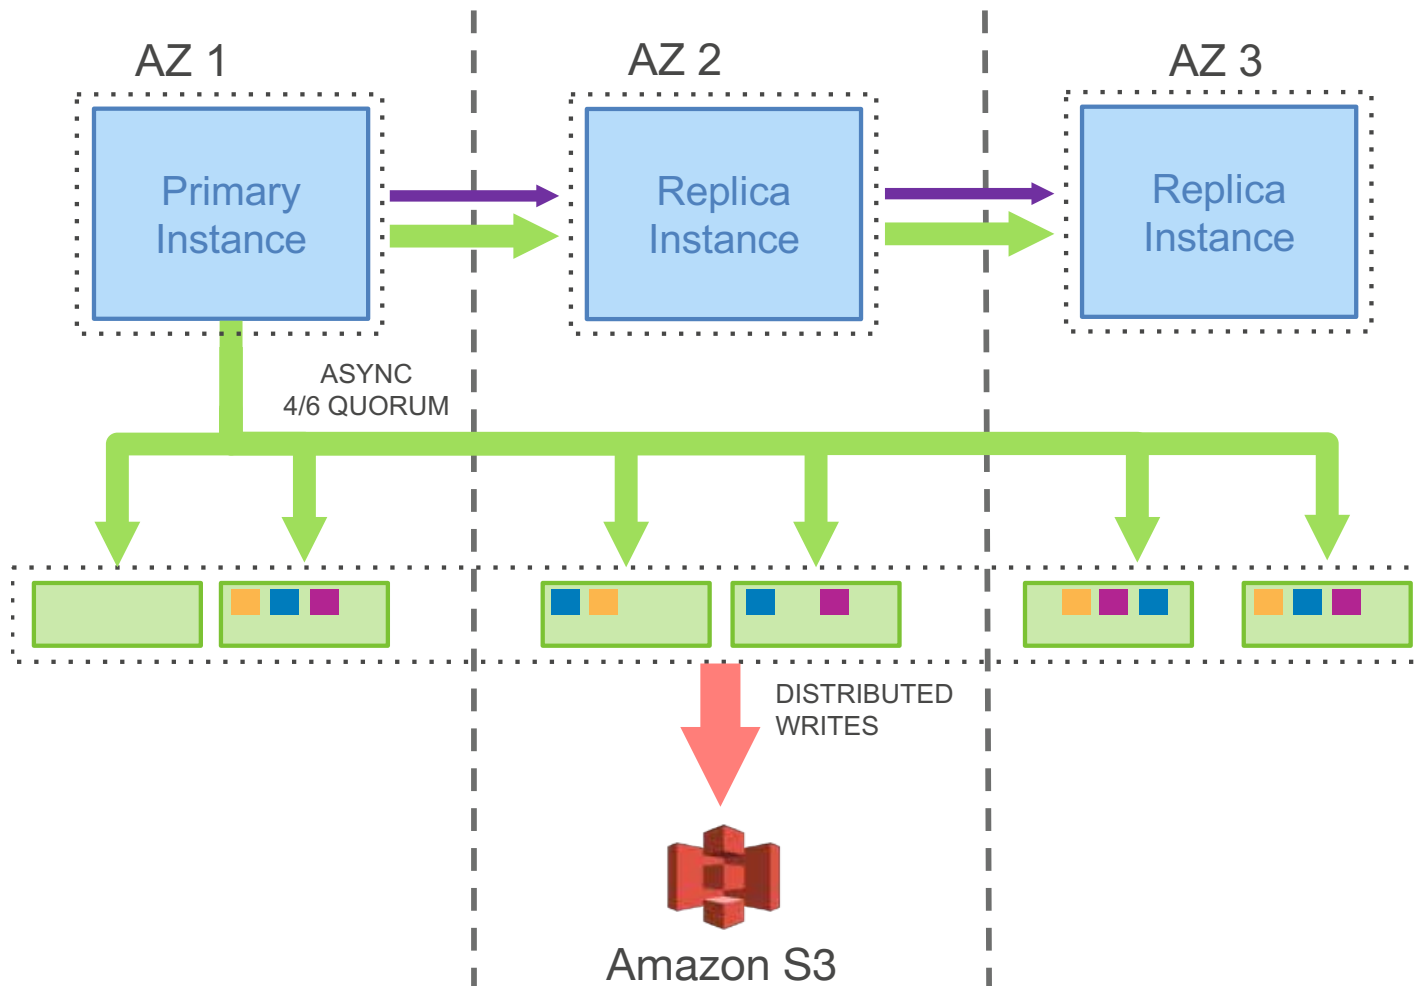 AZ 1
AZ 2
AZ 3
Primary
Instance
Replica
Instance
Replica
Instance
ASYNC
4/6 QUORUM
DISTRIBUTED
WRITES
Amazon S3